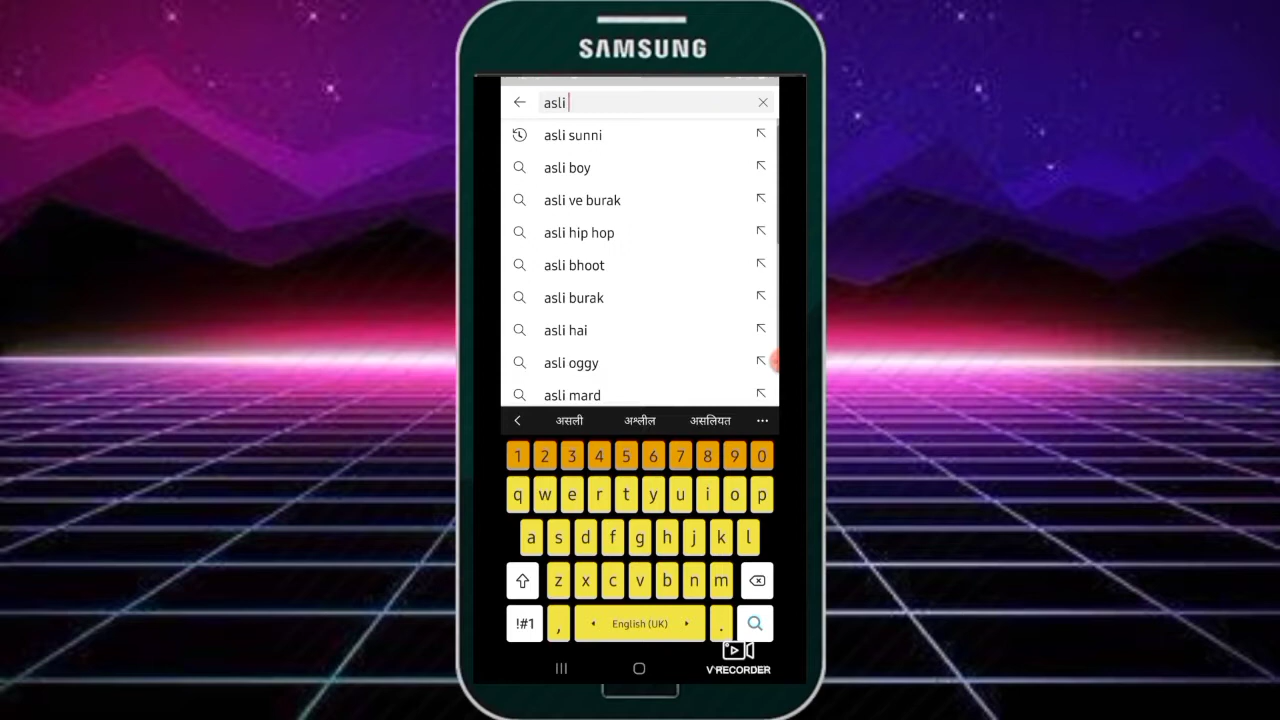 SAMSUNG
asli
asli sunni
asli boy
asli ve burak
asli hip hop
asli bhoot
asli burak
asli hai
asli oggy
asli mard
असली अश्लील असलियत
1 2 3 4 5 6 7 8 9 0
q w e r t y u i o p
a s d f g h j k l
z x c v b n m
!#1 , English (UK) .
V RECORDER